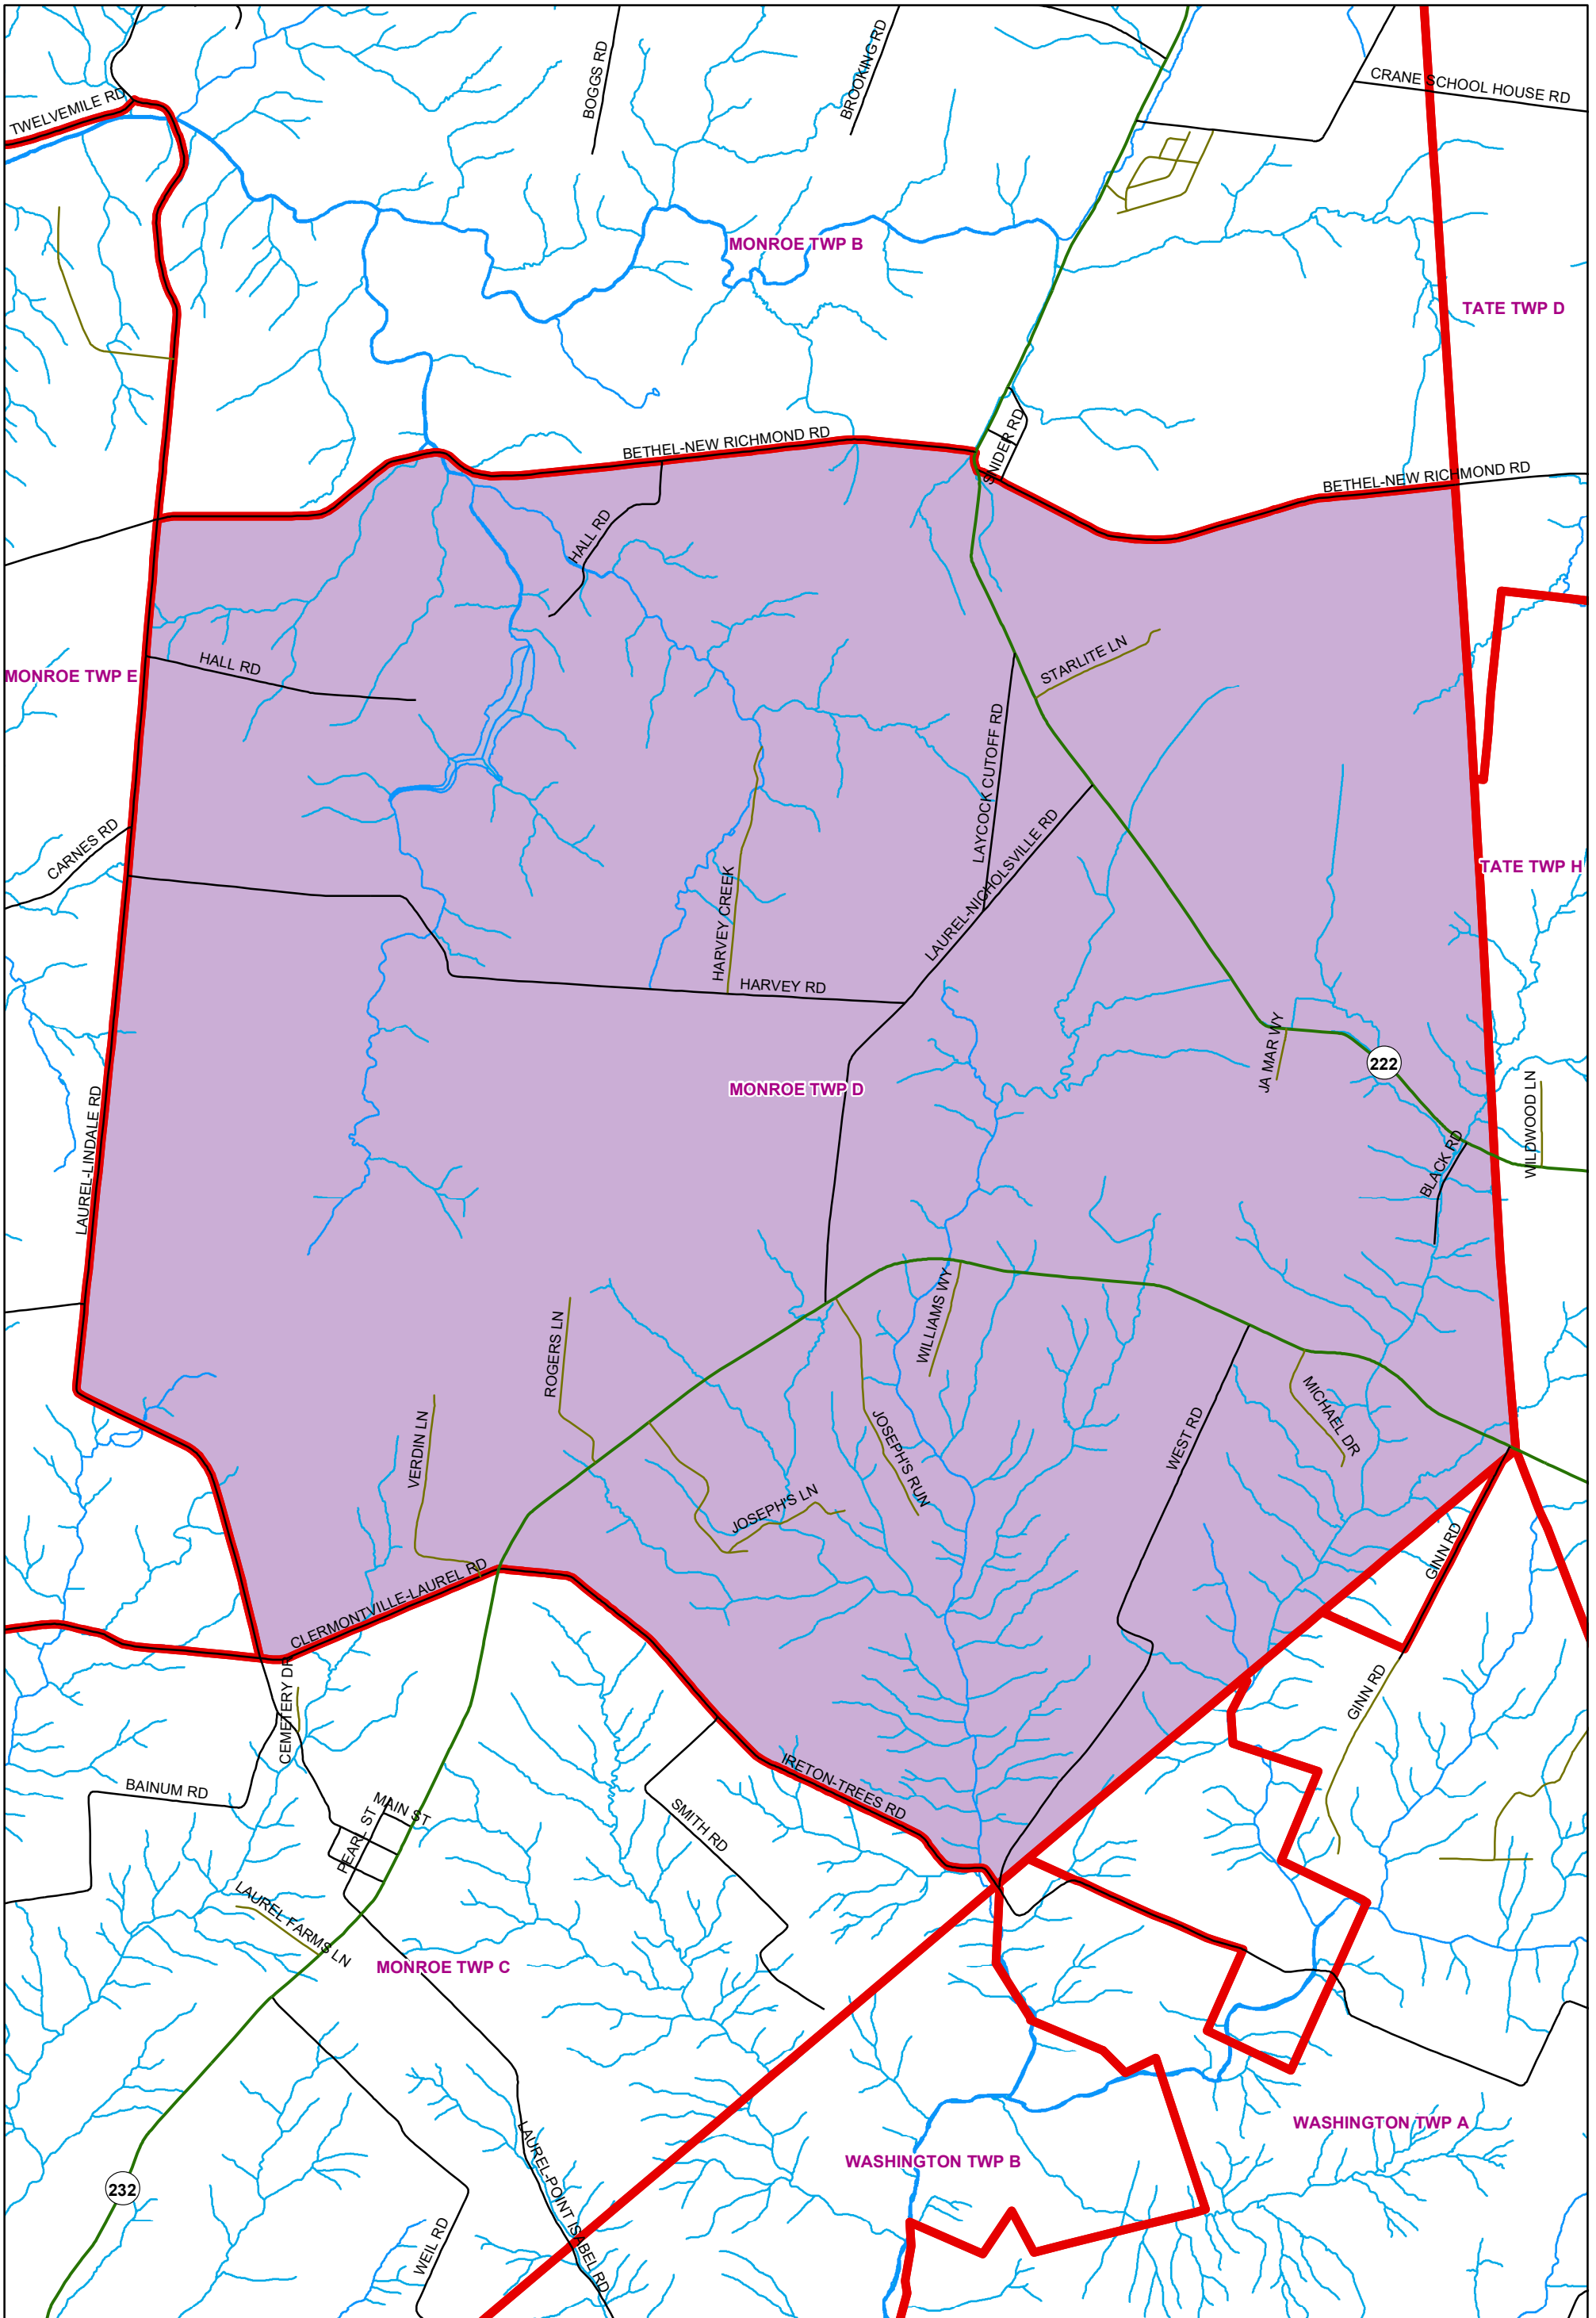 BOGGS RD
BROOKING RD
CRANE SCHOOL HOUSE RD
TWELVEMILE RD
MONROE TWP B
TATE TWP D
SNIDER RD
BETHEL-NEW RICHMOND RD
BETHEL-NEW RICHMOND RD
HALL RD
STARLITE LN
HALL RD
MONROE TWP E
LAYCOCK CUTOFF RD
CARNES RD
LAUREL-NICHOLSVILLE RD
TATE TWP H
HARVEY CREEK
HARVEY RD
JA MAR WY
222
MONROE TWP D
WILDWOOD LN
LAUREL-LINDALE RD
BLACK RD
WILLIAMS WY
ROGERS LN
MICHAEL DR
VERDIN LN
JOSEPH'S RUN
WEST RD
JOSEPH'S LN
GINN RD
CLERMONTVILLE-LAUREL RD
CEMETERY DR
GINN RD
BAINUM RD
IRETON-TREES RD
MAIN ST
PEARL ST
SMITH RD
LAUREL FARMS LN
MONROE TWP C
WASHINGTON TWP A
WASHINGTON TWP B
232
LAUREL-POINT ISABEL RD
WEIL RD